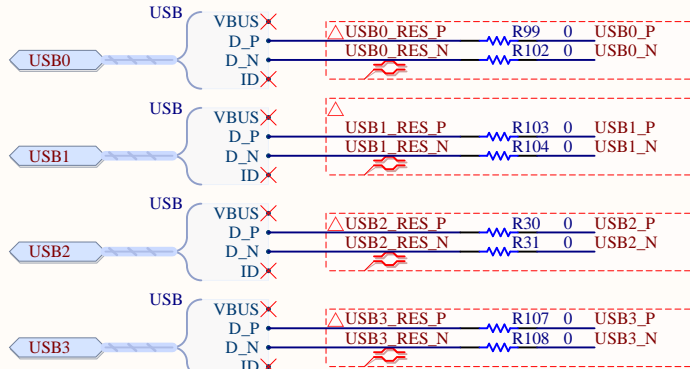 USB
VBUS
USB0_RES_P R99 0 USB0_P
D_P
USB0_RES_N R102 0 USB0_N
D_N
USB0
ID
USB
VBUS
USB1_RES_P R103 0 USB1_P
D_P
USB1_RES_N R104 0 USB1_N
D_N
USB1
ID
USB
VBUS
USB2_RES_P R30 0 USB2_P
D_P
USB2_RES_N R31 0 USB2_N
D_N
USB2
ID
USB
VBUS
USB3_RES_P R107 0 USB3_P
D_P
USB3_RES_N R108 0 USB3_N
D_N
USB3
ID